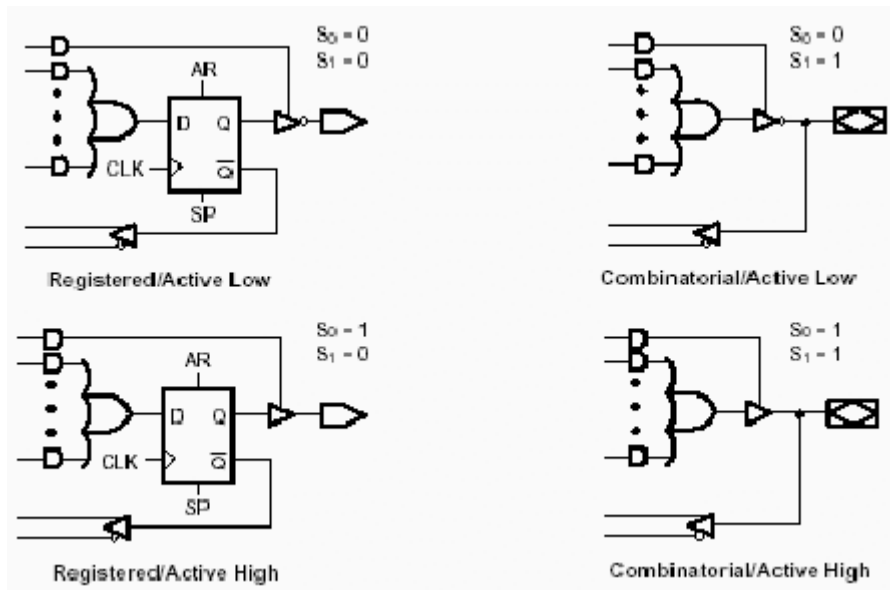 S0 = 0
S1 = 0
AR
D Q
CLK Q
SP
Registered/Active Low
S0 = 0
S1 = 1
Combinatorial/Active Low
S0 = 1
S1 = 0
AR
D Q
CLK Q
SP
Registered/Active High
S0 = 1
S1 = 1
Combinatorial/Active High